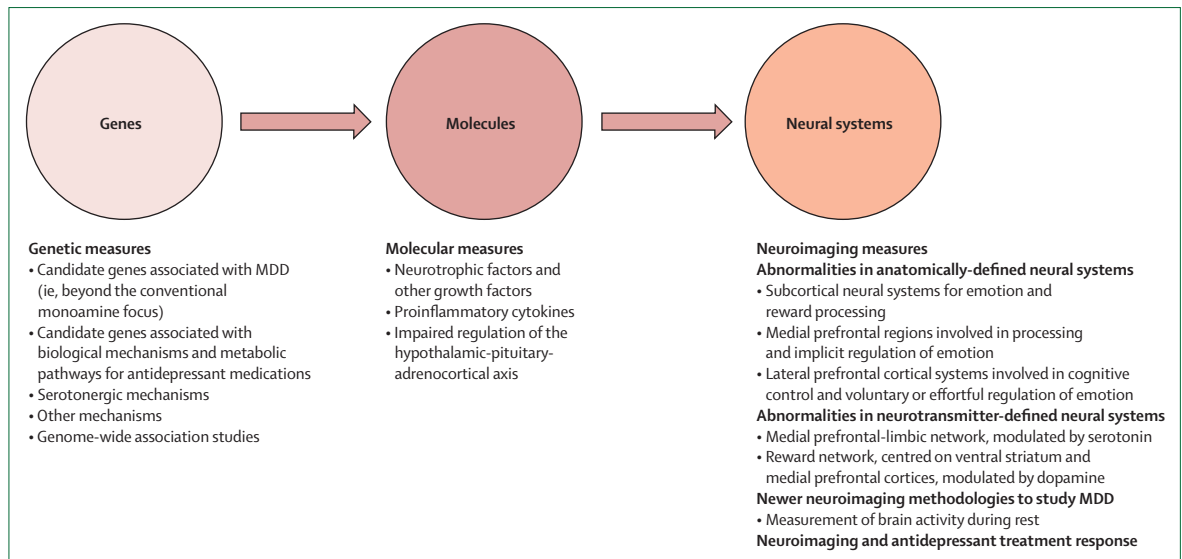 Genes
Molecules
Neural systems
Genetic measures
• Candidate genes associated with MDD
(ie, beyond the conventional
monoamine focus)
• Candidate genes associated with
biological mechanisms and metabolic
pathways for antidepressant medications
• Serotonergic mechanisms
• Other mechanisms
• Genome-wide association studies
Molecular measures
• Neurotrophic factors and
other growth factors
• Proinflammatory cytokines
• Impaired regulation of the
hypothalamic-pituitary-
adrenocortical axis
Neuroimaging measures
Abnormalities in anatomically-defined neural systems
• Subcortical neural systems for emotion and
reward processing
• Medial prefrontal regions involved in processing
and implicit regulation of emotion
• Lateral prefrontal cortical systems involved in cognitive
control and voluntary or effortful regulation of emotion
Abnormalities in neurotransmitter-defined neural systems
• Medial prefrontal-limbic network, modulated by serotonin
• Reward network, centred on ventral striatum and
medial prefrontal cortices, modulated by dopamine
Newer neuroimaging methodologies to study MDD
• Measurement of brain activity during rest
Neuroimaging and antidepressant treatment response